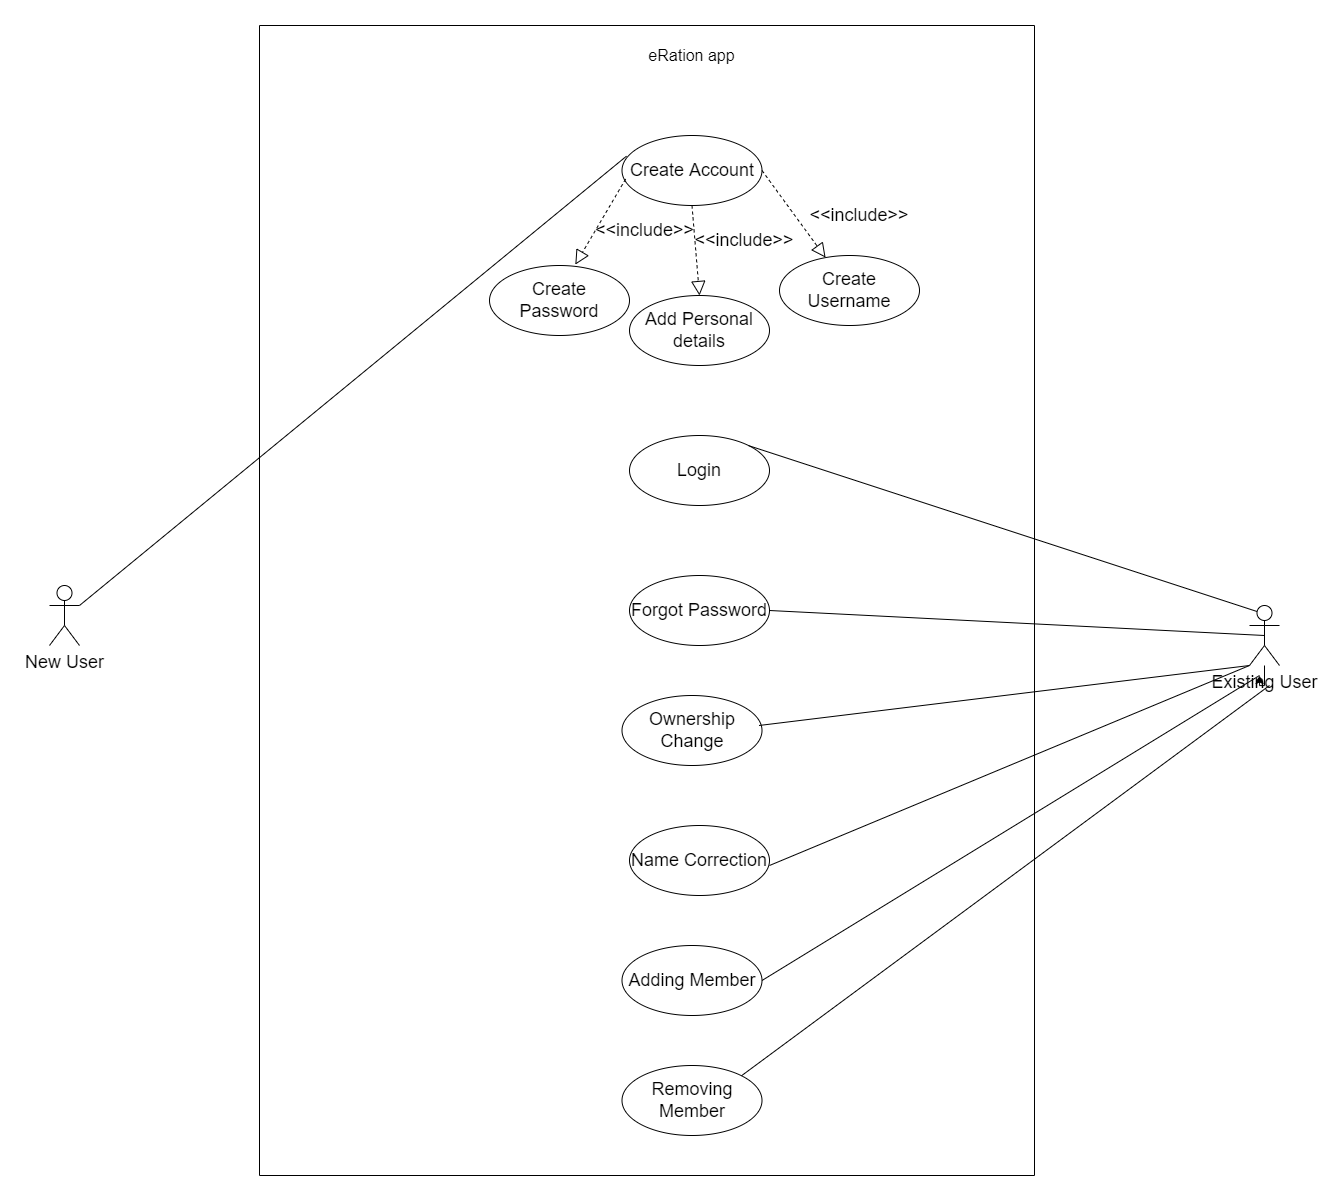 eRation app
Create Account
<<include>>
<<include>>
<<include>>
Create
Password
Add Personal
details
Create
Username
Login
Forgot Password
New User
Existing User
Ownership
Change
Name Correction
Adding Member
Removing
Member